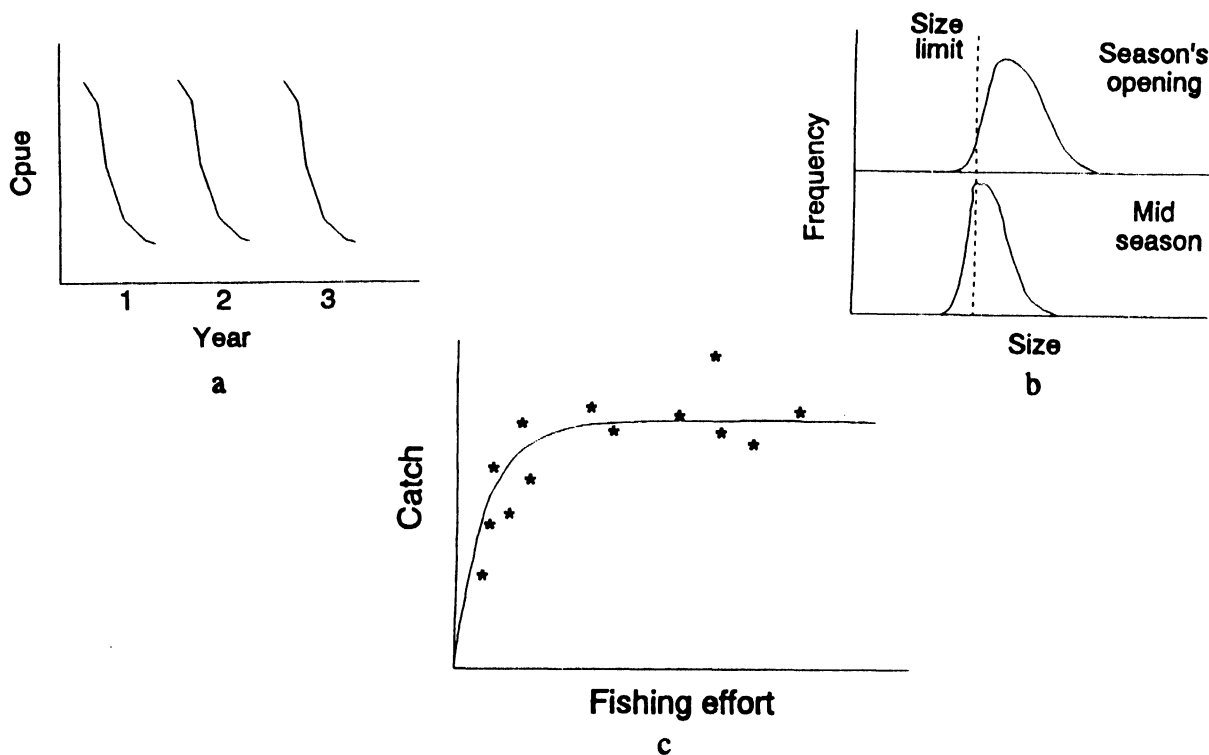 Cpue
1 2 3
Year
a
Size
limit
Season's
opening
Frequency
Mid
season
Size
b
Catch
Fishing effort
c